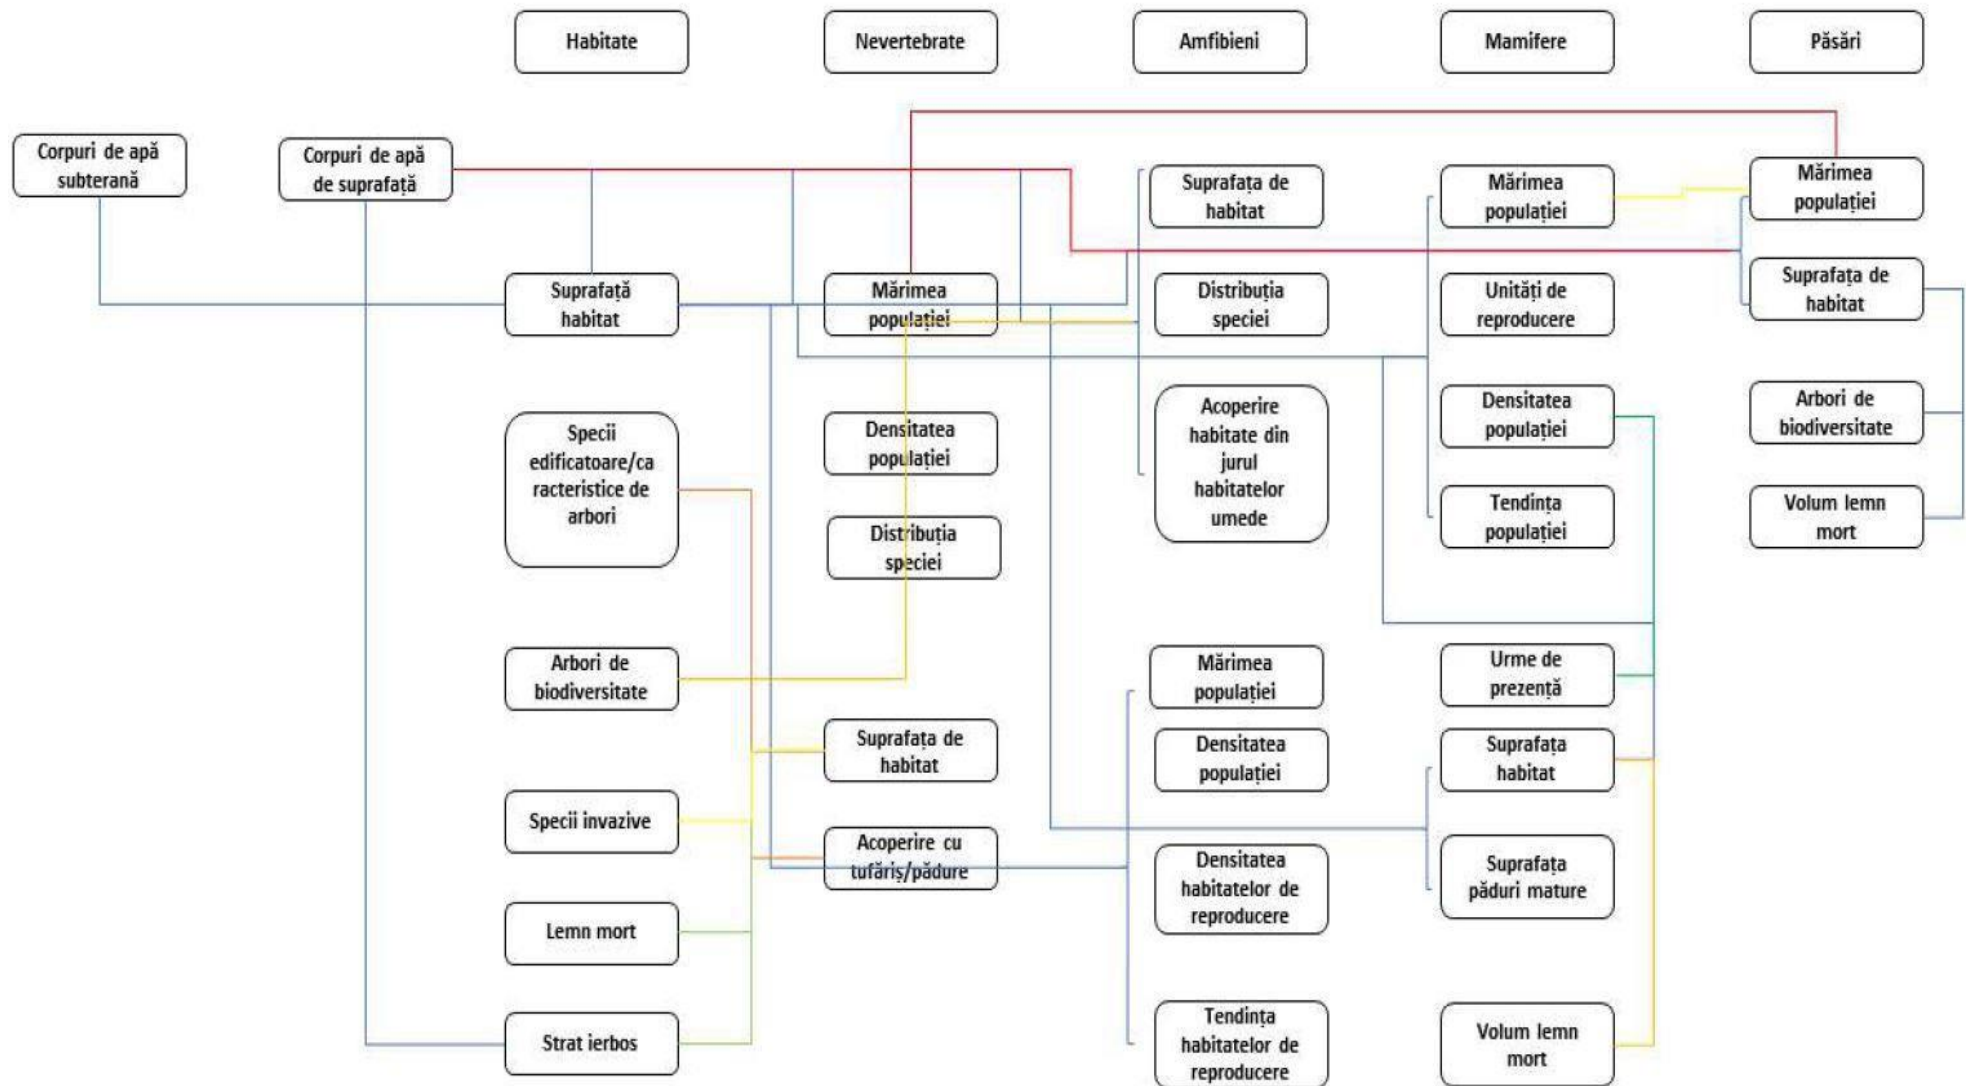 Habitate
Nevertebrate
Amfibieni
Mamifere
Păsări
Corpuri de apă
subterană
Corpuri de apă
de suprafață
Suprafață
habitat
Specii
edificatoare/ca
racteristice de
arbori
Arbori de
biodiversitate
Specii invazive
Lemn mort
Strat ierbos
Mărimea
populației
Densitatea
populației
Distribuția
speciei
Suprafața de
habitat
Acoperire cu
tufăriș/pădure
Suprafața de
habitat
Distribuția
speciei
Acoperire
habitate din
jurul
habitatelor
umede
Mărimea
populației
Densitatea
populației
Densitatea
habitatelor de
reproducere
Tendința
habitatelor de
reproducere
Mărimea
populației
Unități de
reproducere
Densitatea
populației
Tendința
populației
Urme de
prezență
Suprafața
habitat
Suprafața
păduri mature
Volum lemn
mort
Mărimea
populației
Suprafața de
habitat
Arbori de
biodiversitate
Volum lemn
mort